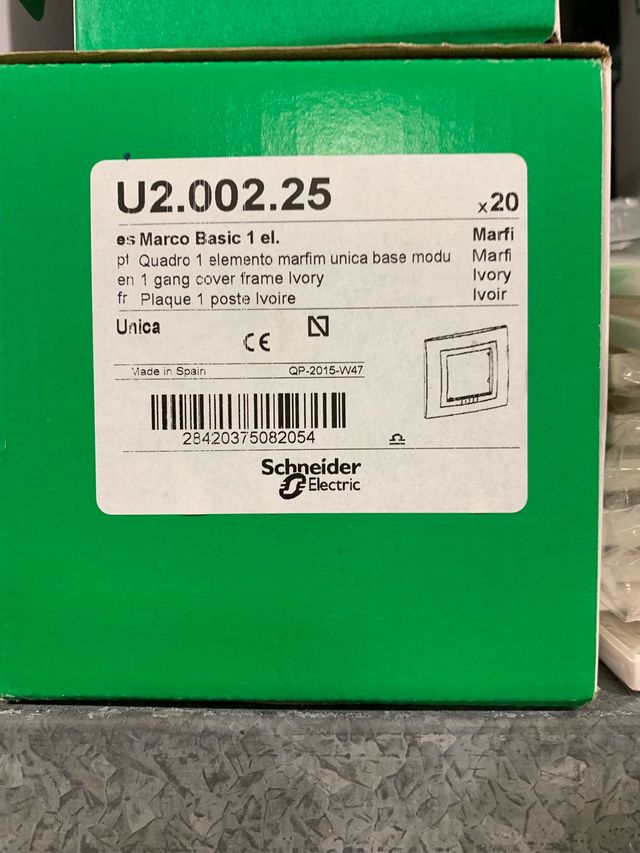 U2.002.25 x20
es Marco Basic 1 el. Marfi
pt Quadro 1 elemento marfim unica base modu Marfi
en 1 gang cover frame Ivory Ivory
fr Plaque 1 poste Ivoire Ivoir
Unica
CE
Made in Spain QP-2015-W47
28420375082054
Schneider
Electric